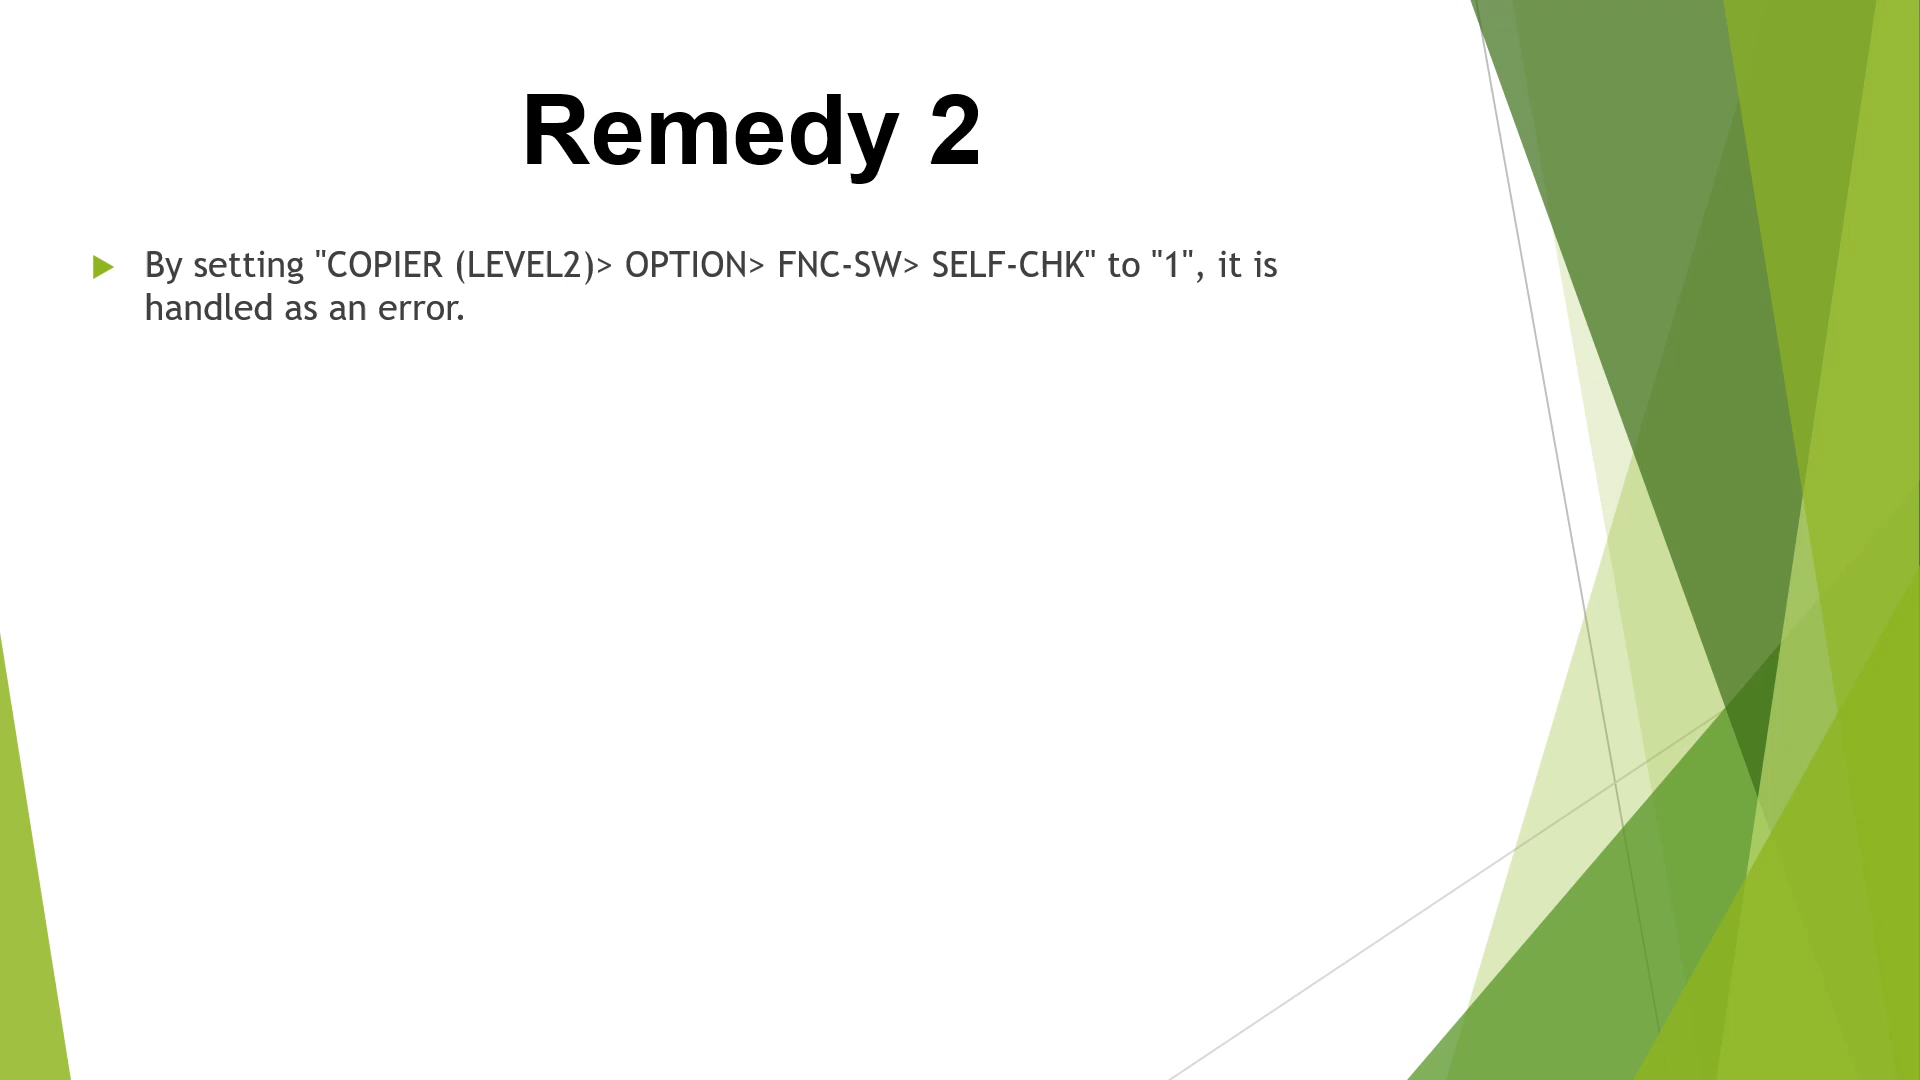 Remedy 2
By setting "COPIER (LEVEL2)> OPTION> FNC-SW> SELF-CHK" to "1", it is
handled as an error.